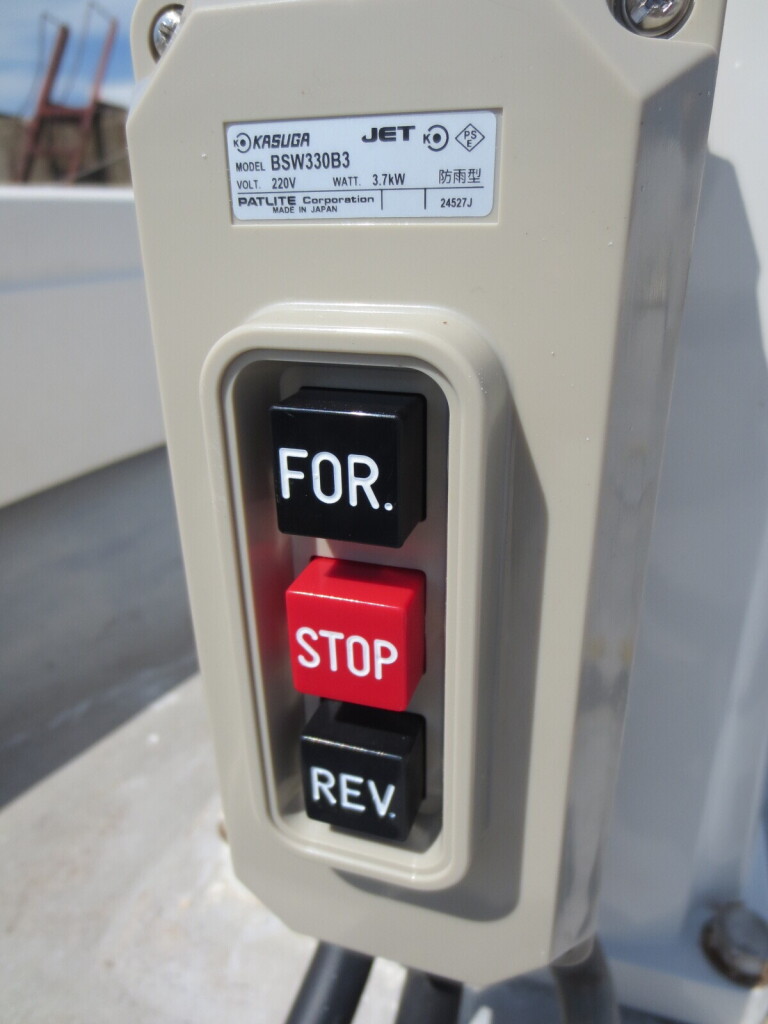 KASUGA JET PS E
MODEL BSW330B3
VOLT. 220V WATT. 3.7kW 防雨型
PATLITE Corporation 24527J
MADE IN JAPAN
FOR.
STOP
REV.